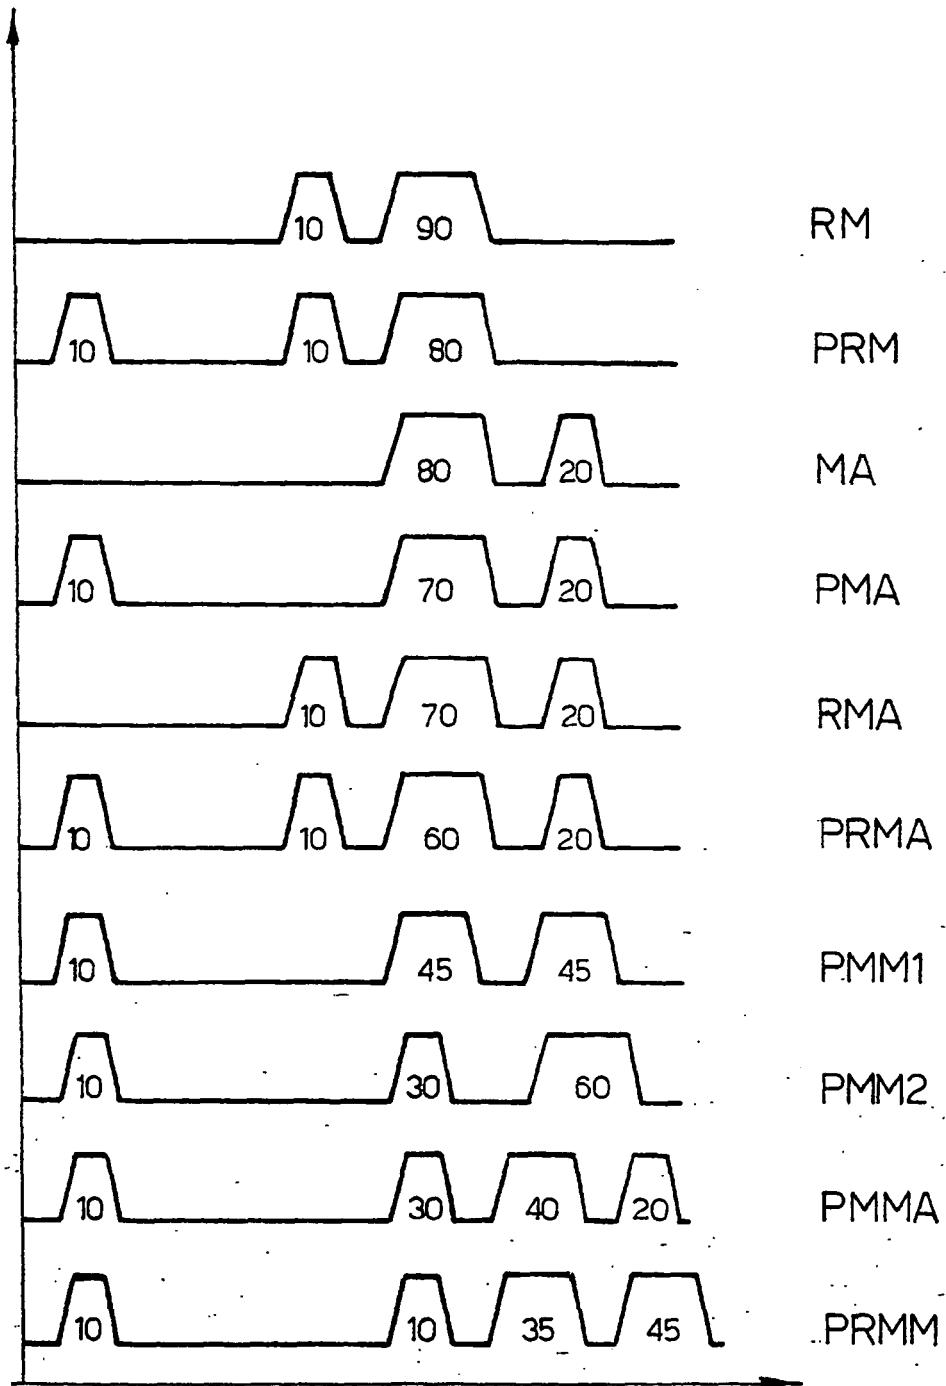 10 90 RM
10 10 80 PRM
80 20 MA
10 70 20 PMA
10 70 20 RMA
10 10 60 20 PRMA
10 45 45 PMM1
10 30 60 PMM2
10 30 40 20 PMMA
10 10 35 45 PRMM